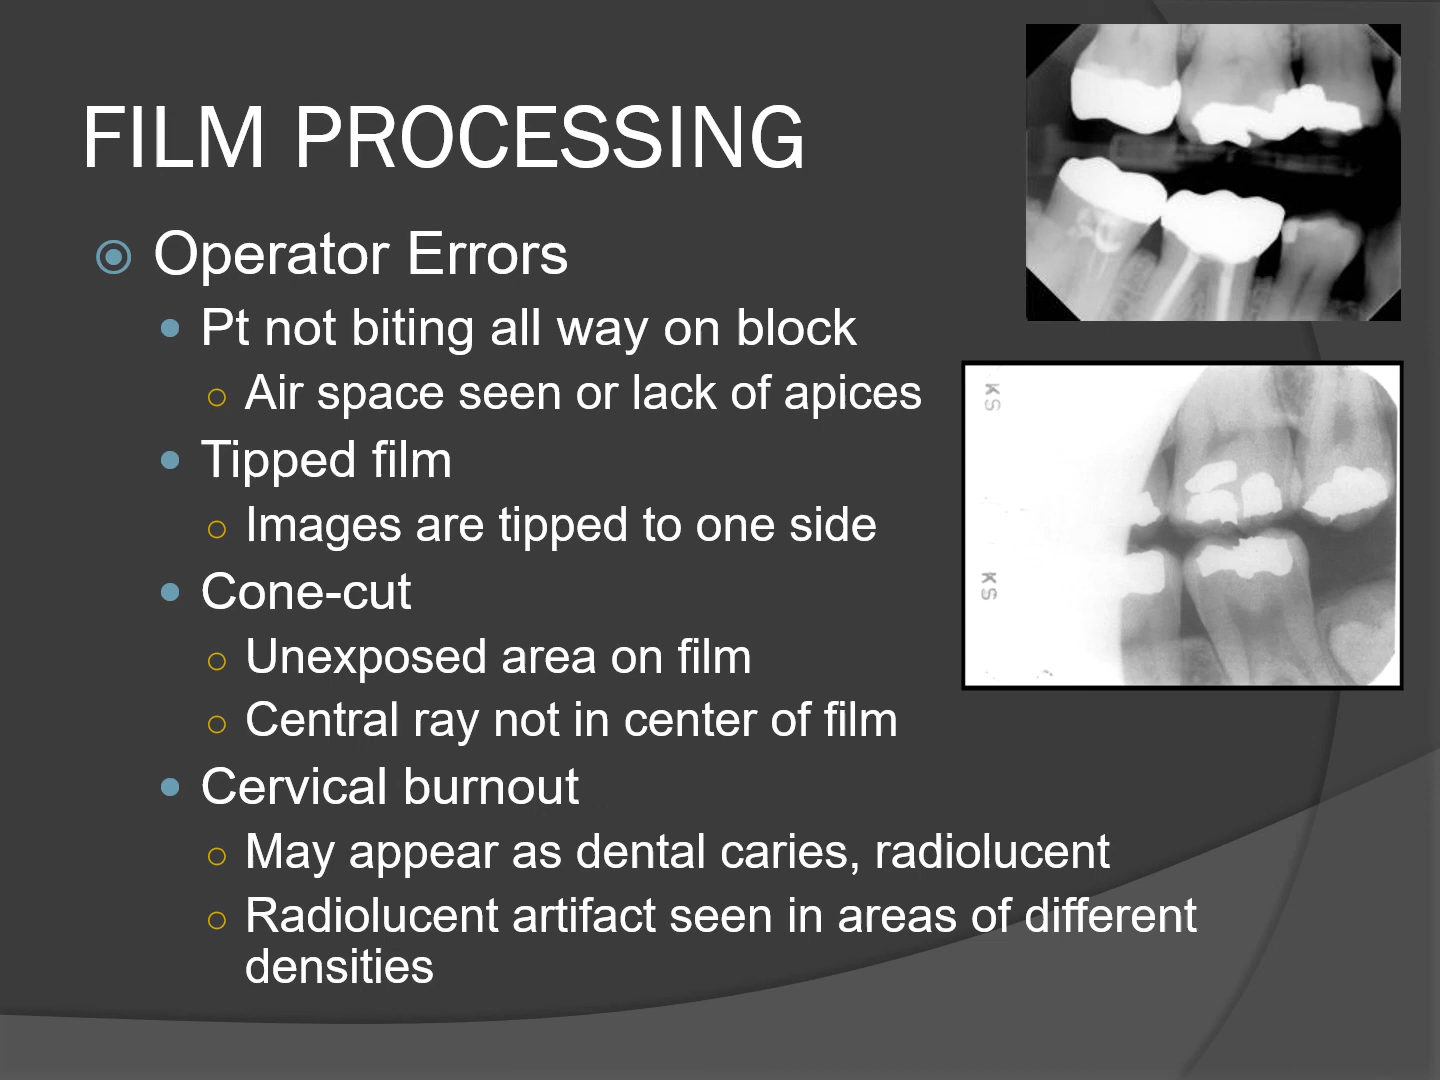 FILM PROCESSING
Operator Errors
Pt not biting all way on block
Air space seen or lack of apices
Tipped film
Images are tipped to one side
Cone-cut
Unexposed area on film
Central ray not in center of film
Cervical burnout
May appear as dental caries, radiolucent
Radiolucent artifact seen in areas of different
densities
KS
KS